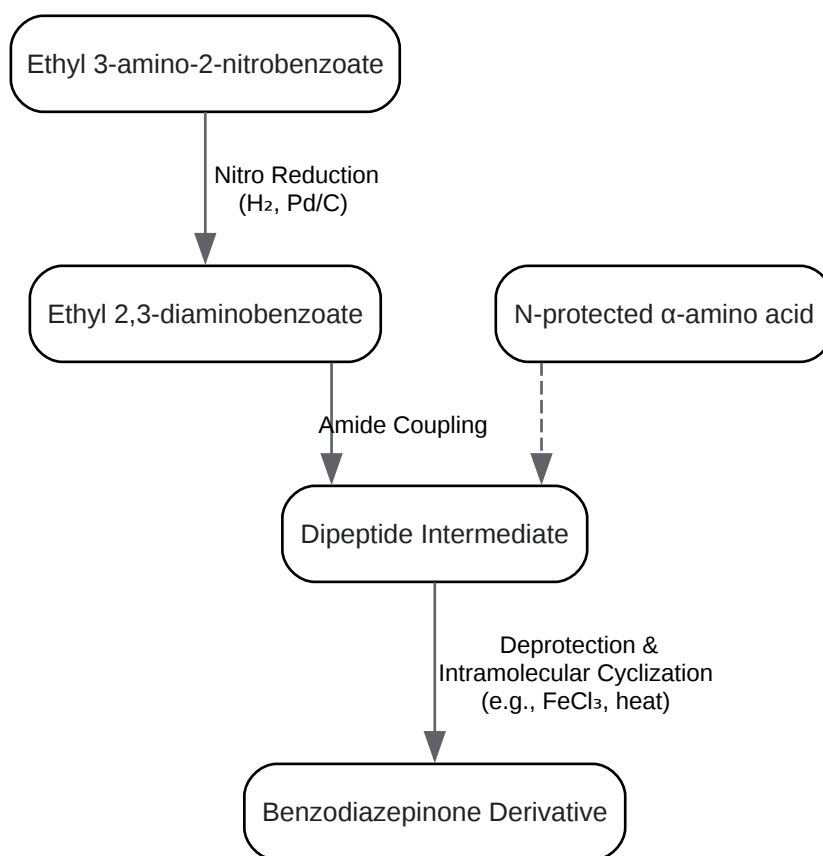 Ethyl 3-amino-2-nitrobenzoate
Nitro Reduction
(H₂, Pd/C)
Ethyl 2,3-diaminobenzoate
N-protected α-amino acid
Amide Coupling
Dipeptide Intermediate
Deprotection &
Intramolecular Cyclization
(e.g., FeCl₃, heat)
Benzodiazepinone Derivative